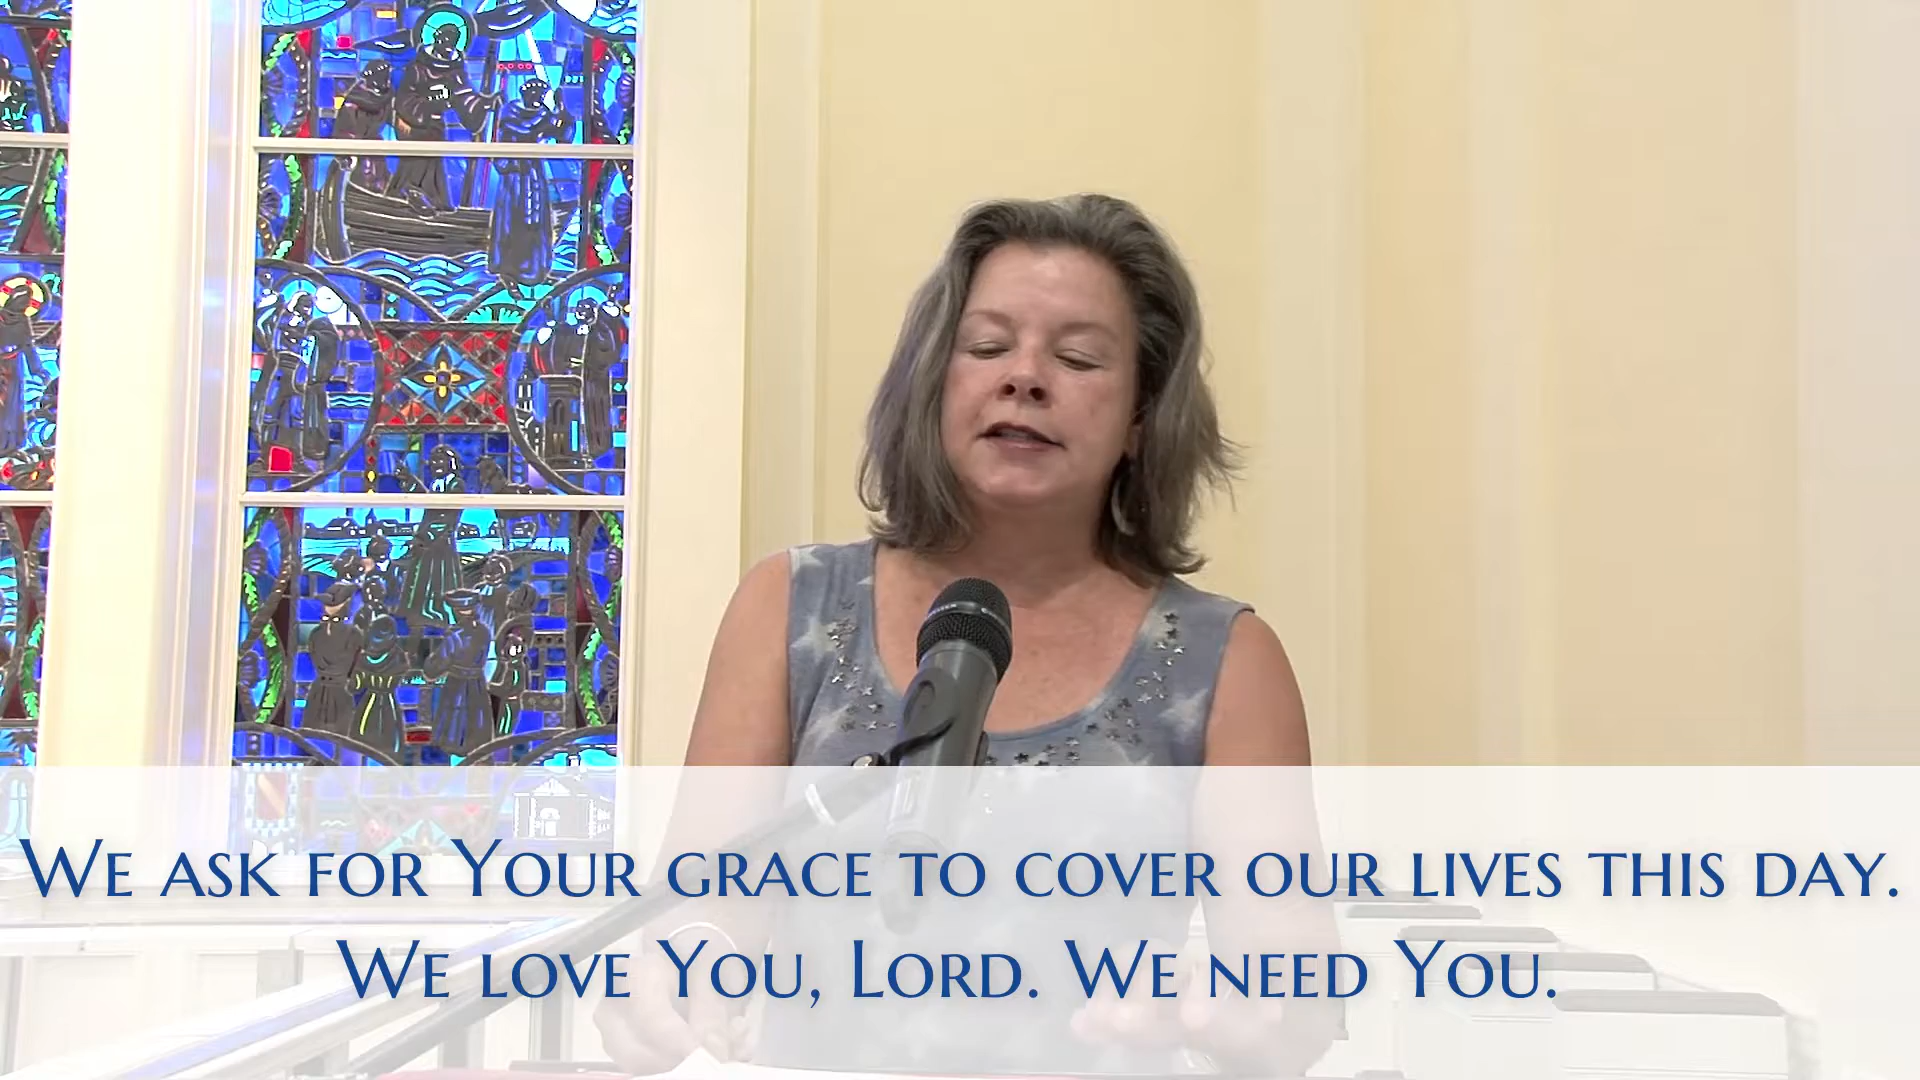 We ask for Your grace to cover our lives this day.
We love You, Lord. We need You.